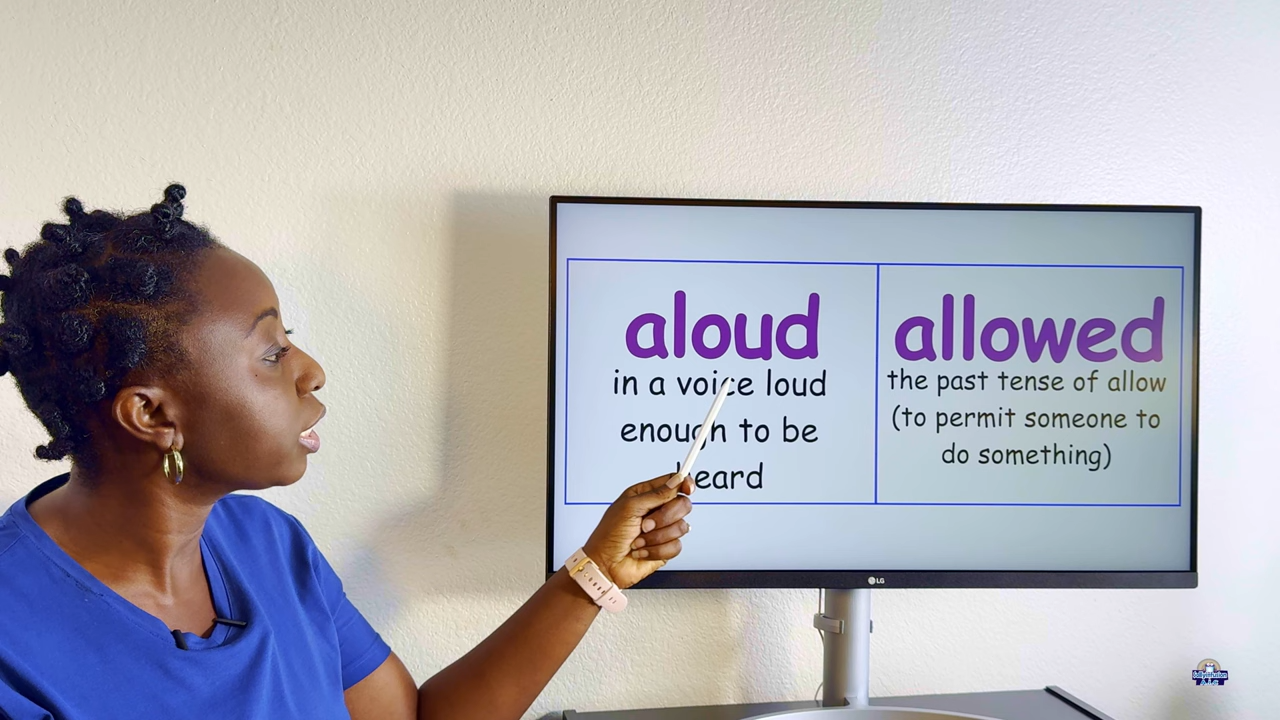 aloud
in a voice loud
enough to be
heard
allowed
the past tense of allow
(to permit someone to
do something)
LG